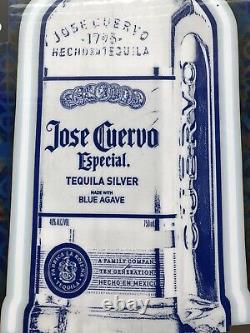 JOSE CUERVO
- 1795 -
HECHO EN TEQUILA
CUERVO
Jose Cuervo
Especial.
TEQUILA SILVER
MADE WITH
BLUE AGAVE
40% ALC/VOL
750 ml
A FAMILY COMPANY
TEN GENERATIONS
HECHO EN MEXICO